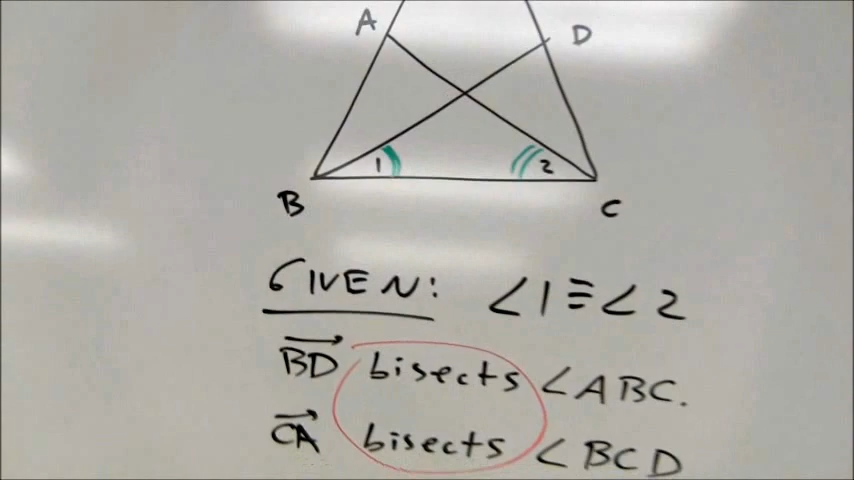 A D
1 2
B C
GIVEN: ∠1≡∠2
BD bisects ∠ABC.
CA bisects ∠BCD